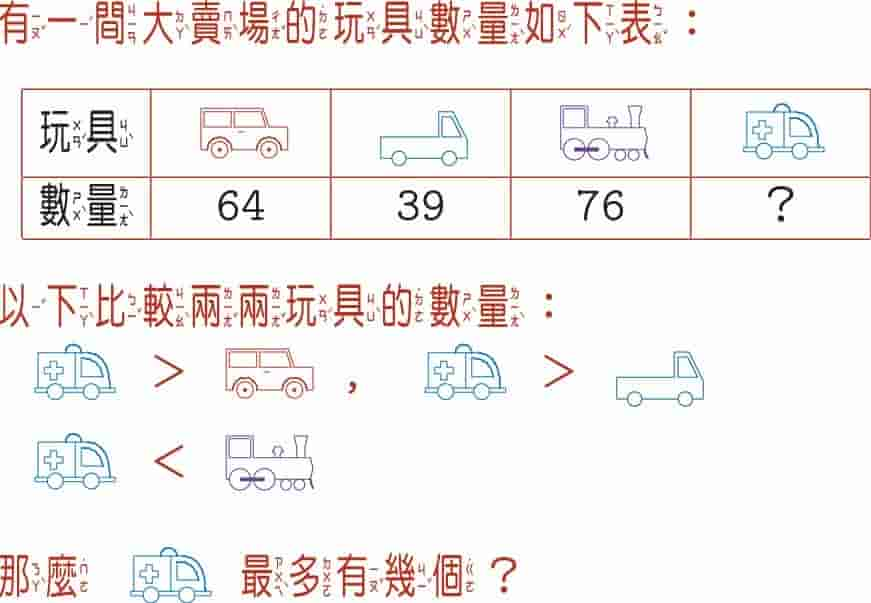 有一間大賣場的玩具數量如下表：
玩具
數量 64 39 76 ？
以下比較兩兩玩具的數量：
> ， >
<
那麼 最多有幾個？